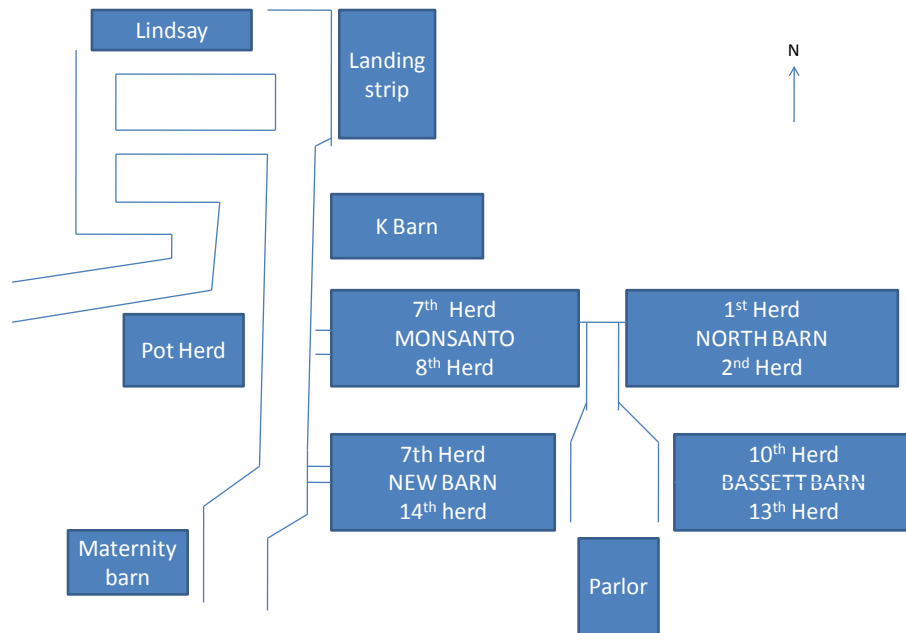 Lindsay
Landing
strip
N
K Barn
7th Herd
MONSANTO
8th Herd
1st Herd
NORTH BARN
2nd Herd
Pot Herd
7th Herd
NEW BARN
14th herd
10th Herd
BASSETT BARN
13th Herd
Maternity
barn
Parlor